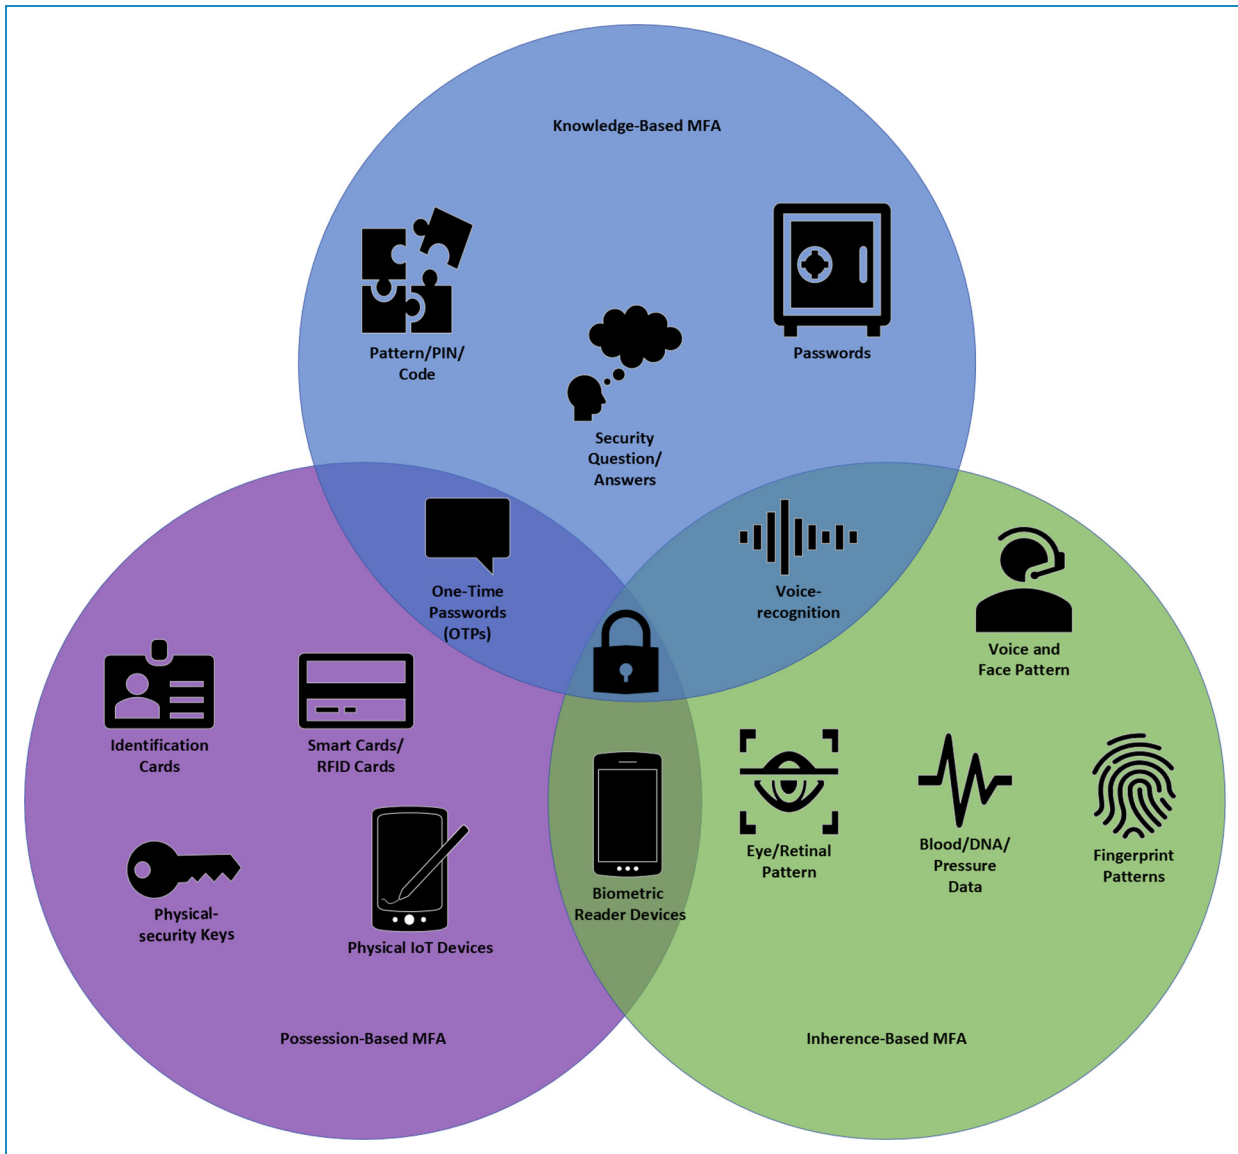 Knowledge-Based MFA
Pattern/PIN/
Code
Passwords
Security
Question/
Answers
One-Time
Passwords
(OTPs)
Voice-
recognition
Voice and
Face Pattern
Identification
Cards
Smart Cards/
RFID Cards
Eye/Retinal
Pattern
Blood/DNA/
Pressure
Data
Fingerprint
Patterns
Physical-
security Keys
Physical IoT Devices
Biometric
Reader Devices
Possession-Based MFA
Inherence-Based MFA